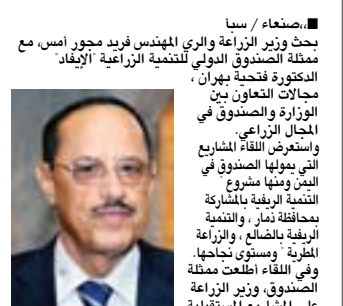 ■،،صنعاء / سبأ
بحث وزير الزراعة والري المهندس فريد مجور أمس، مع
ممثلة الصندوق الدولي للتنمية الزراعية "الإيفاد"
الدكتورة فتحية بهران ،
مجالات التعاون بين
الوزارة والصندوق في
المجال الزراعي.
واستعرض اللقاء المشاريع
التي يمولها الصندوق في
اليمن ومنها مشروع
التنمية الريفية بالمشاركة
بمحافظة ذمار ، والتنمية
الريفية بالضالع ، والزراعة
المطرية ومستوى نجاحها.
وفي اللقاء أطلعت ممثلة
الصندوق، وزير الزراعة
على المشاريع المستقبلية